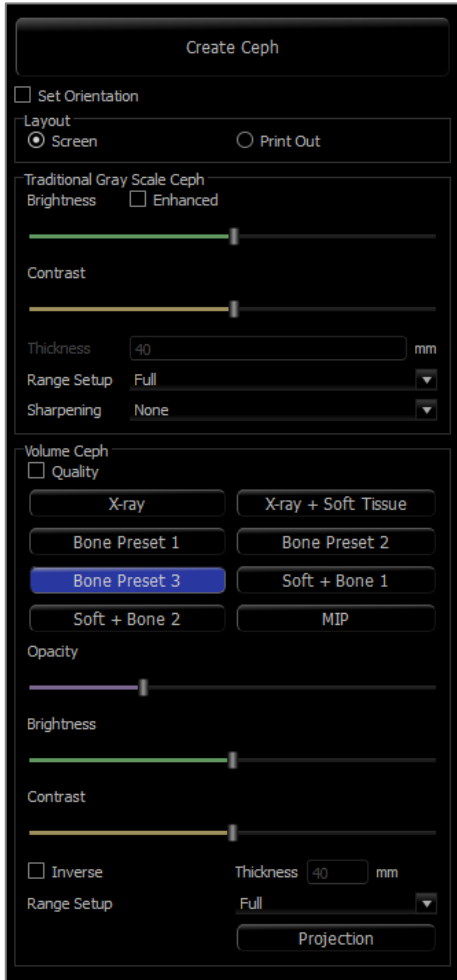 Create Ceph
Set Orientation
Layout
Screen Print Out
Traditional Gray Scale Ceph
Brightness Enhanced
Contrast
Thickness 40 mm
Range Setup Full
Sharpening None
Volume Ceph
Quality
X-ray X-ray + Soft Tissue
Bone Preset 1 Bone Preset 2
Bone Preset 3 Soft + Bone 1
Soft + Bone 2 MIP
Opacity
Brightness
Contrast
Inverse Thickness 40 mm
Range Setup Full
Projection